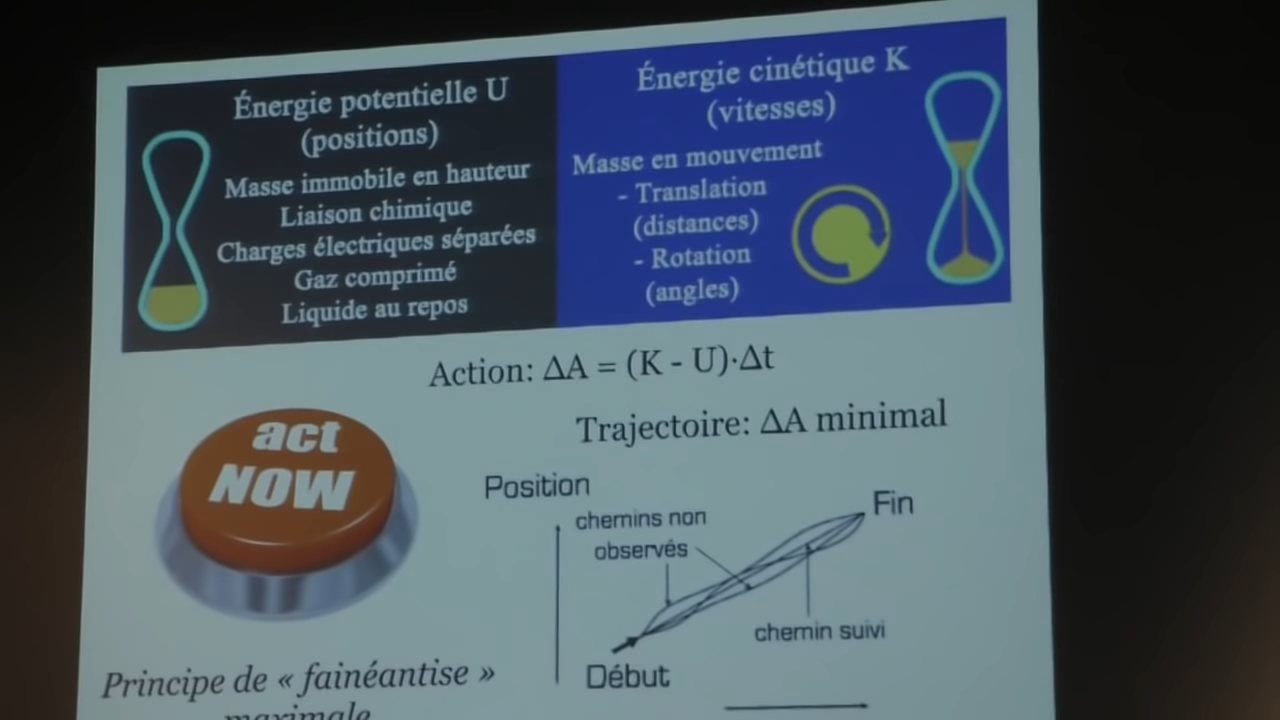 Énergie potentielle U
(positions)
Masse immobile en hauteur
Liaison chimique
Charges électriques séparées
Gaz comprimé
Liquide au repos
Énergie cinétique K
(vitesses)
Masse en mouvement
- Translation
(distances)
- Rotation
(angles)
Action: ΔA = (K - U)·Δt
Trajectoire: ΔA minimal
act
NOW
Position
chemins non
observés
Fin
chemin suivi
Début
Principe de « fainéantise »
maximale